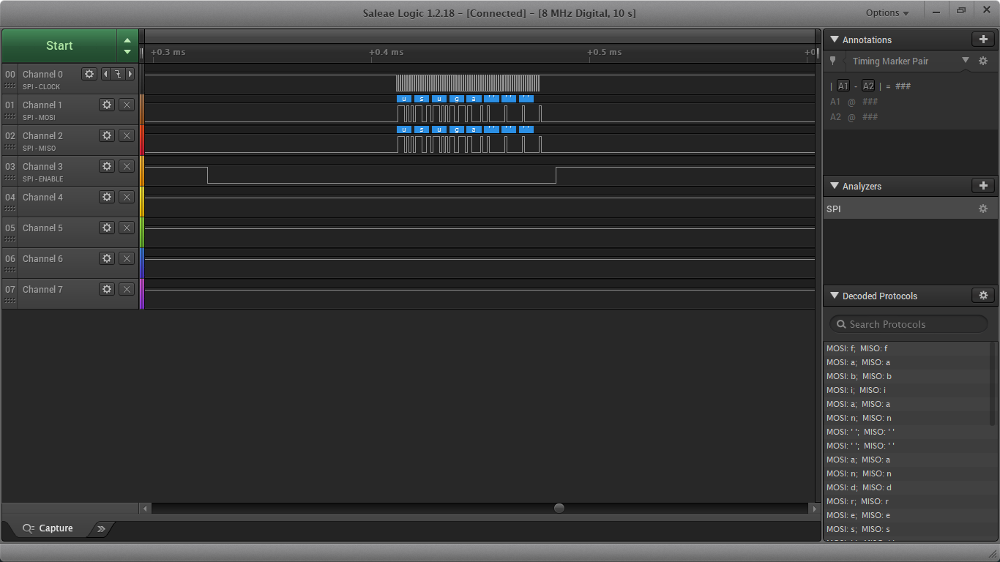 Saleae Logic 1.2.18 - [Connected] - [8 MHz Digital, 10 s]
Options
Start
+0.3 ms
+0.4 ms
+0.5 ms
+0
00 Channel 0
SPI - CLOCK
01 Channel 1
SPI - MOSI
u s u g a ' ' ' ' ' '
02 Channel 2
SPI - MISO
u s u g a ' ' ' ' ' '
03 Channel 3
SPI - ENABLE
04 Channel 4
05 Channel 5
06 Channel 6
07 Channel 7
Capture
Annotations
Timing Marker Pair
| A1 - A2 | = ###
A1 @ ###
A2 @ ###
Analyzers
SPI
Decoded Protocols
Search Protocols
MOSI: f; MISO: f
MOSI: a; MISO: a
MOSI: b; MISO: b
MOSI: i; MISO: i
MOSI: a; MISO: a
MOSI: n; MISO: n
MOSI: ' '; MISO: ' '
MOSI: ' '; MISO: ' '
MOSI: a; MISO: a
MOSI: n; MISO: n
MOSI: d; MISO: d
MOSI: r; MISO: r
MOSI: e; MISO: e
MOSI: s; MISO: s